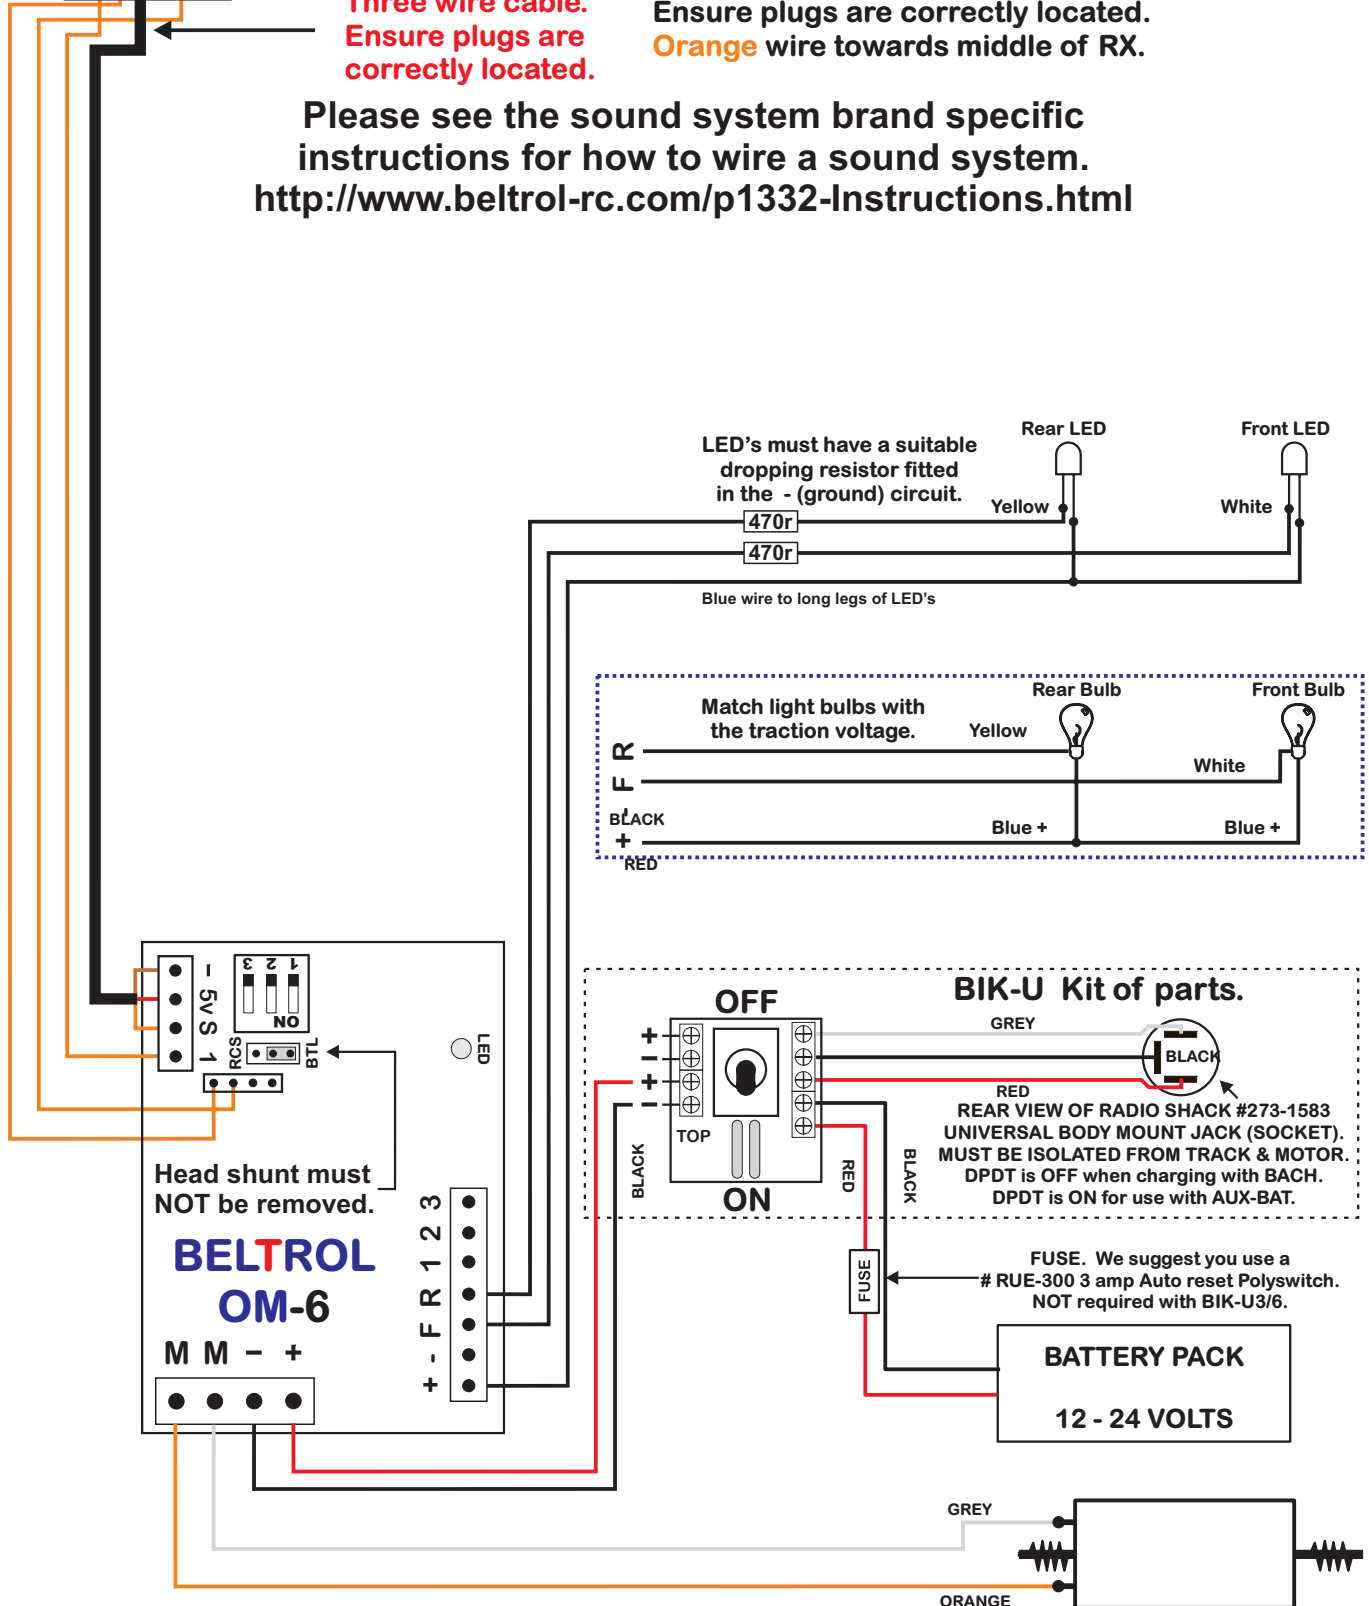 Three wire cable.
Ensure plugs are
correctly located.
Ensure plugs are correctly located.
Orange wire towards middle of RX.
Please see the sound system brand specific
instructions for how to wire a sound system.
http://www.beltrol-rc.com/p1332-Instructions.html
LED's must have a suitable
dropping resistor fitted
in the - (ground) circuit.
Rear LED
Front LED
Yellow
White
470r
470r
Blue wire to long legs of LED's
Match light bulbs with
the traction voltage.
Rear Bulb
Front Bulb
Yellow
White
R
F
-
BLACK
+
RED
Blue +
Blue +
- 5v S 1
3 2 1
ON
RCS
BTL
LED
Head shunt must
NOT be removed.
BELTROL
OM-6
M M - +
+ - F R 1 2 3
BIK-U Kit of parts.
OFF
+
-
+
-
TOP
ON
GREY
BLACK
RED
BLACK
RED
BLACK
REAR VIEW OF RADIO SHACK #273-1583
UNIVERSAL BODY MOUNT JACK (SOCKET).
MUST BE ISOLATED FROM TRACK & MOTOR.
DPDT is OFF when charging with BACH.
DPDT is ON for use with AUX-BAT.
FUSE
FUSE. We suggest you use a
# RUE-300 3 amp Auto reset Polyswitch.
NOT required with BIK-U3/6.
BATTERY PACK
12 - 24 VOLTS
GREY
ORANGE